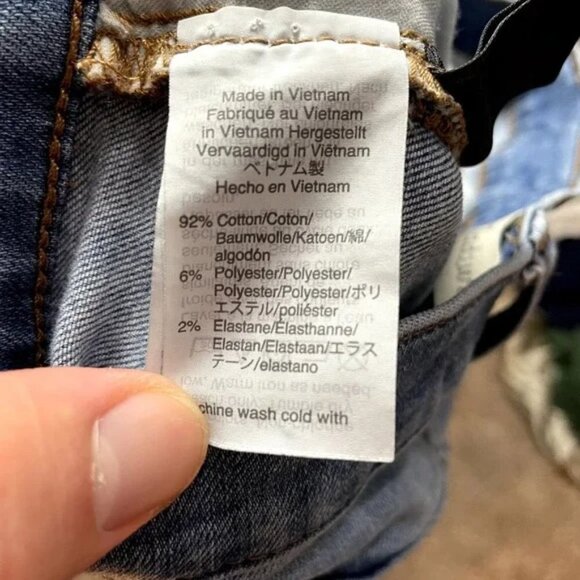 Made in Vietnam
Fabriqué au Vietnam
in Vietnam Hergestellt
Vervaardigd in Viêtnam
ベトナム製
Hecho en Vietnam
92% Cotton/Coton/
Baumwolle/Katoen/綿/
algodón
6% Polyester/Polyester/
Polyester/Polyester/ポリ
エステル/poliéster
2% Elastane/Élasthanne/
Elastan/Elastaan/エラス
テーン/elastano
chine wash cold with